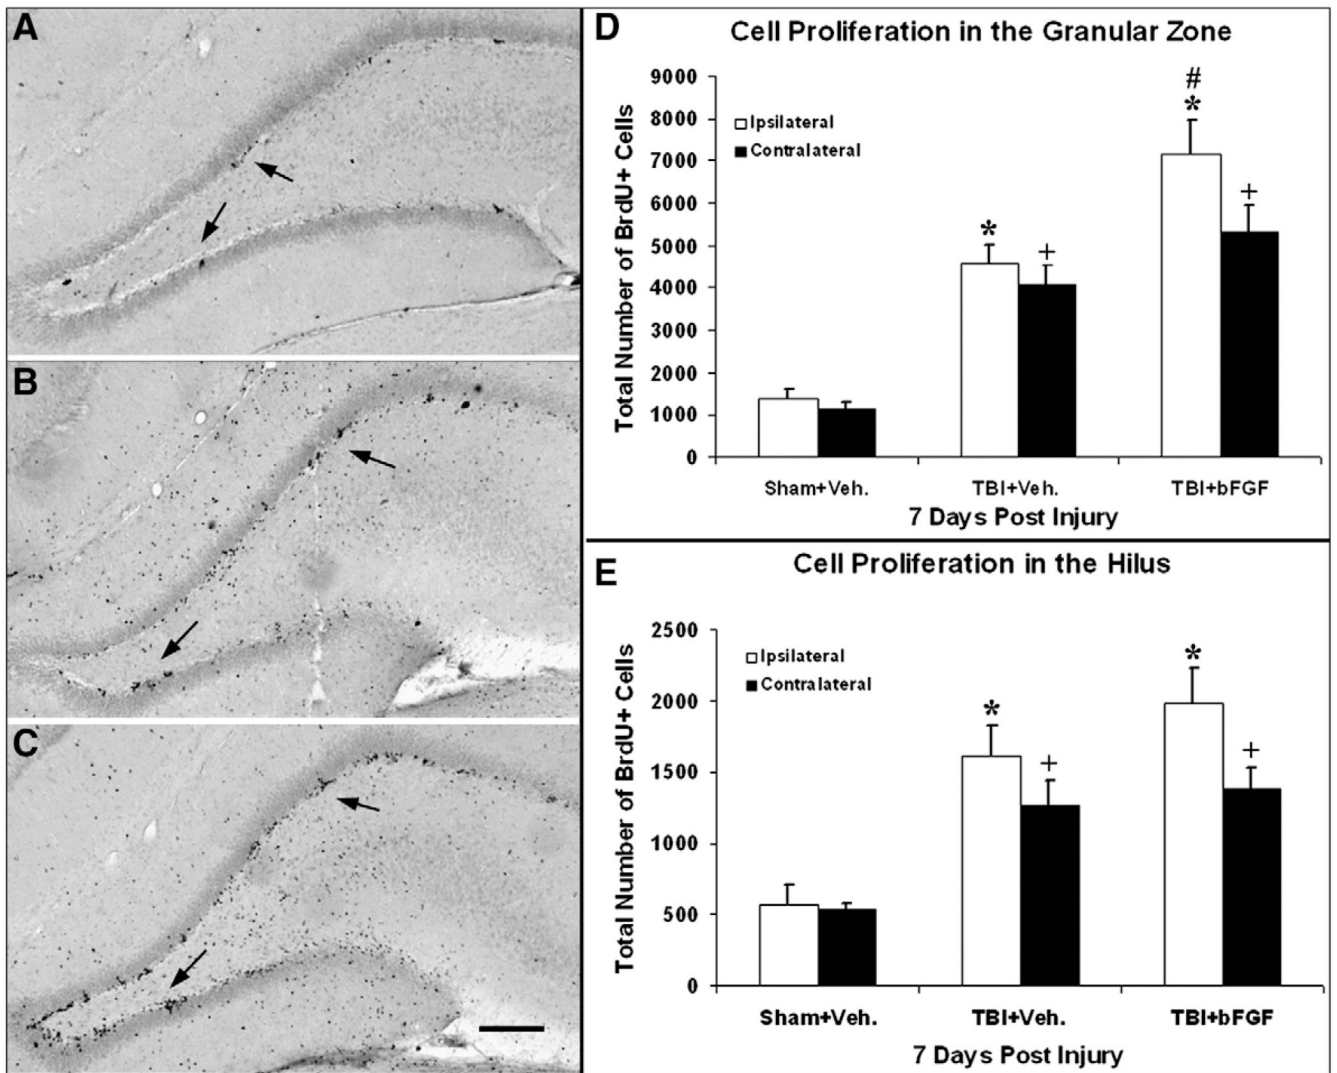 A
B
C
D
Cell Proliferation in the Granular Zone
Total Number of BrdU+ Cells
9000
8000
7000
6000
5000
4000
3000
2000
1000
0
Ipsilateral
Contralateral
*
+
#
*
+
Sham+Veh.
TBI+Veh.
TBI+bFGF
7 Days Post Injury
E
Cell Proliferation in the Hilus
Total Number of BrdU+ Cells
2500
2000
1500
1000
500
0
Ipsilateral
Contralateral
*
+
*
+
Sham+Veh.
TBI+Veh.
TBI+bFGF
7 Days Post Injury